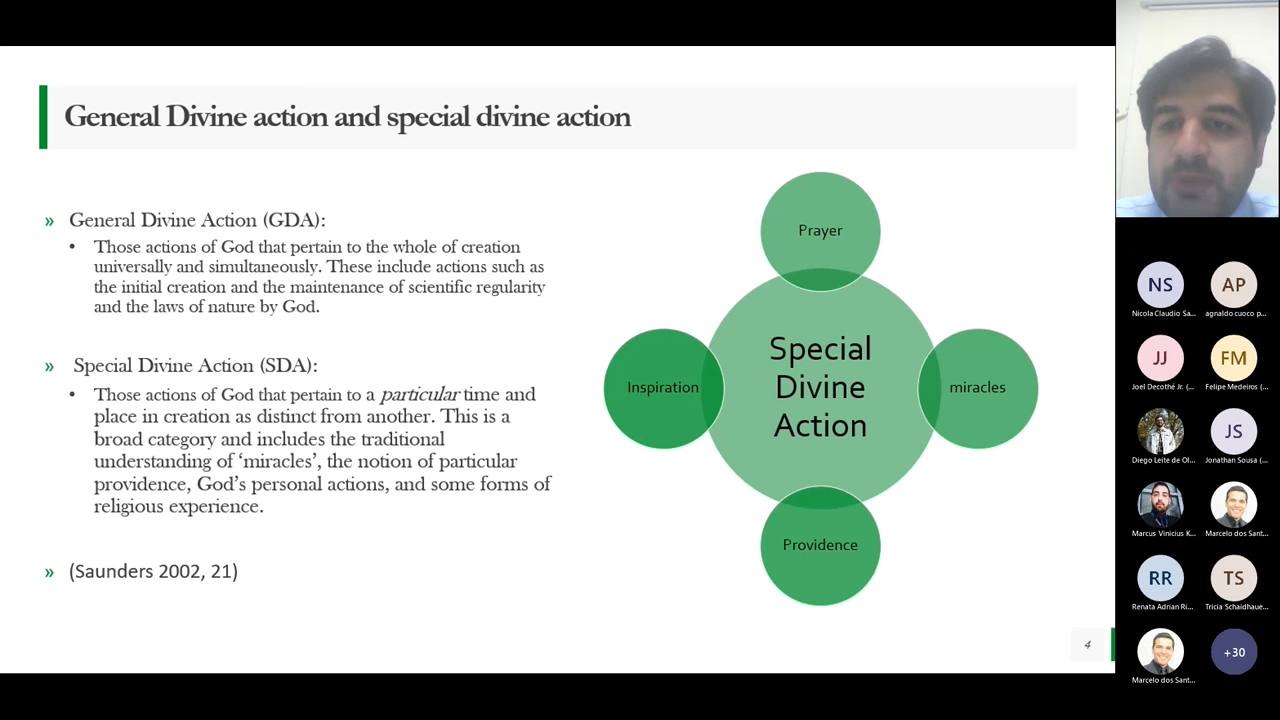 General Divine action and special divine action
» General Divine Action (GDA):
• Those actions of God that pertain to the whole of creation
universally and simultaneously. These include actions such as
the initial creation and the maintenance of scientific regularity
and the laws of nature by God.
» Special Divine Action (SDA):
• Those actions of God that pertain to a particular time and
place in creation as distinct from another. This is a
broad category and includes the traditional
understanding of ‘miracles’, the notion of particular
providence, God’s personal actions, and some forms of
religious experience.
» (Saunders 2002, 21)
Prayer
Inspiration
Special
Divine
Action
miracles
Providence
4
NS
AP
Nicola Claudio Sa...
agnaldo cuoco p...
JJ
FM
Joel Decothé Jr. (...
Felipe Medeiros (...
JS
Diego Leite de Ol...
Jonathan Sousa (...
Marcus Vinicius K...
Marcelo dos Sant...
RR
TS
Renata Adrian Ri...
Tricia Schaidhaue...
+30
Marcelo dos Sant...